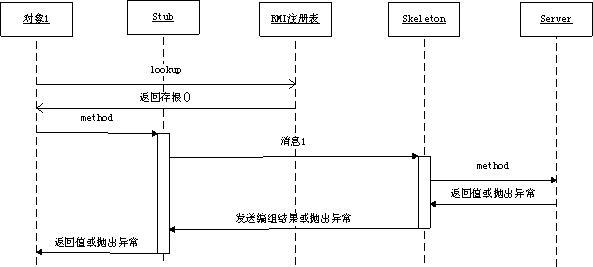 对象1
Stub
RMI注册表
Skeleton
Server
lookup
返回存根()
method
消息1
method
返回值或抛出异常
发送编组结果或抛出异常
返回值或抛出异常